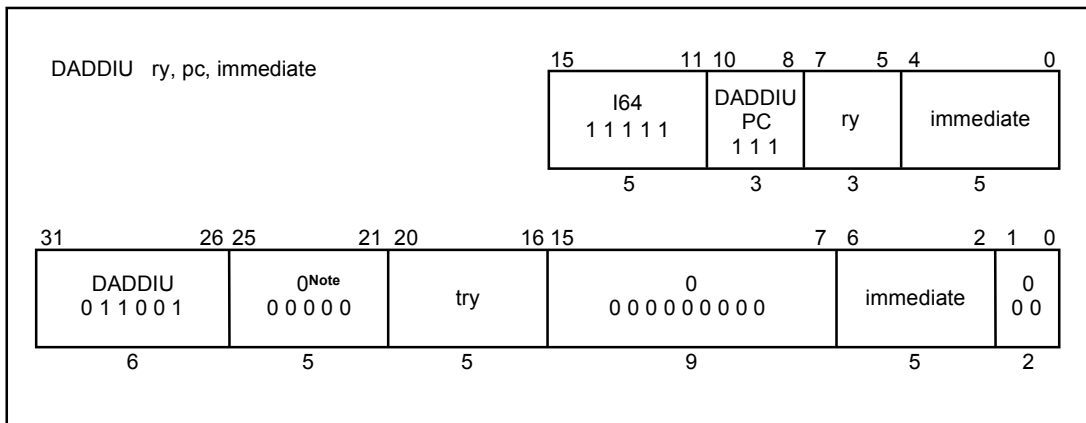 DADDIU ry, pc, immediate
15 11 10 8 7 5 4 0
I64
1 1 1 1 1
DADDIU
PC
1 1 1
ry
immediate
5 3 3 5
31 26 25 21 20 16 15 7 6 2 1 0
DADDIU
0 1 1 0 0 1
0Note
0 0 0 0 0
try
0
0 0 0 0 0 0 0 0 0
immediate
0
0 0
6 5 5 9 5 2